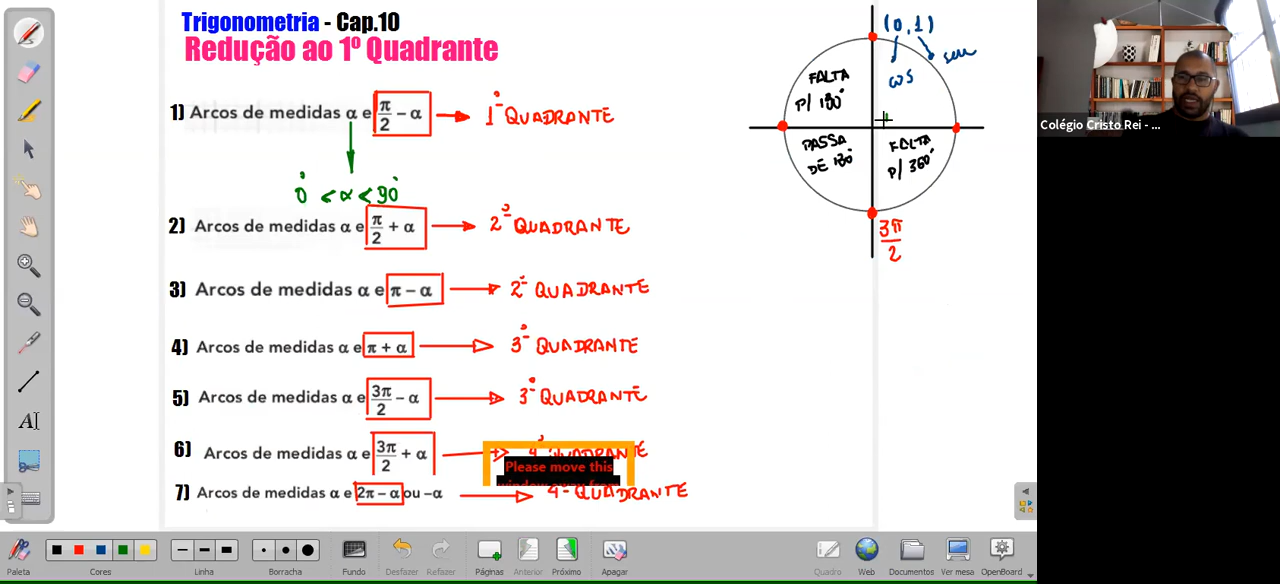 Trigonometria - Cap.10
Redução ao 1º Quadrante
1) Arcos de medidas α e π/2 - α → 1º QUADRANTE
0° < α < 90°
2) Arcos de medidas α e π/2 + α → 2º QUADRANTE
3) Arcos de medidas α e π - α → 2º QUADRANTE
4) Arcos de medidas α e π + α → 3º QUADRANTE
5) Arcos de medidas α e 3π/2 - α → 3º QUADRANTE
6) Arcos de medidas α e 3π/2 + α → 4º QUADRANTE
Please move this
7) Arcos de medidas α e 2π - α ou -α → 4º QUADRANTE
(0,1)
cos sen
FALTA
P/ 180°
PASSA
DE 180°
FALTA
P/ 360°
3π/2
Colégio Cristo Rei - ...
Paleta Cores Linha Borracha Fundo Desfazer Refazer Páginas Anterior Próximo Apagar Quadro Web Documentos Ver mesa OpenBoard